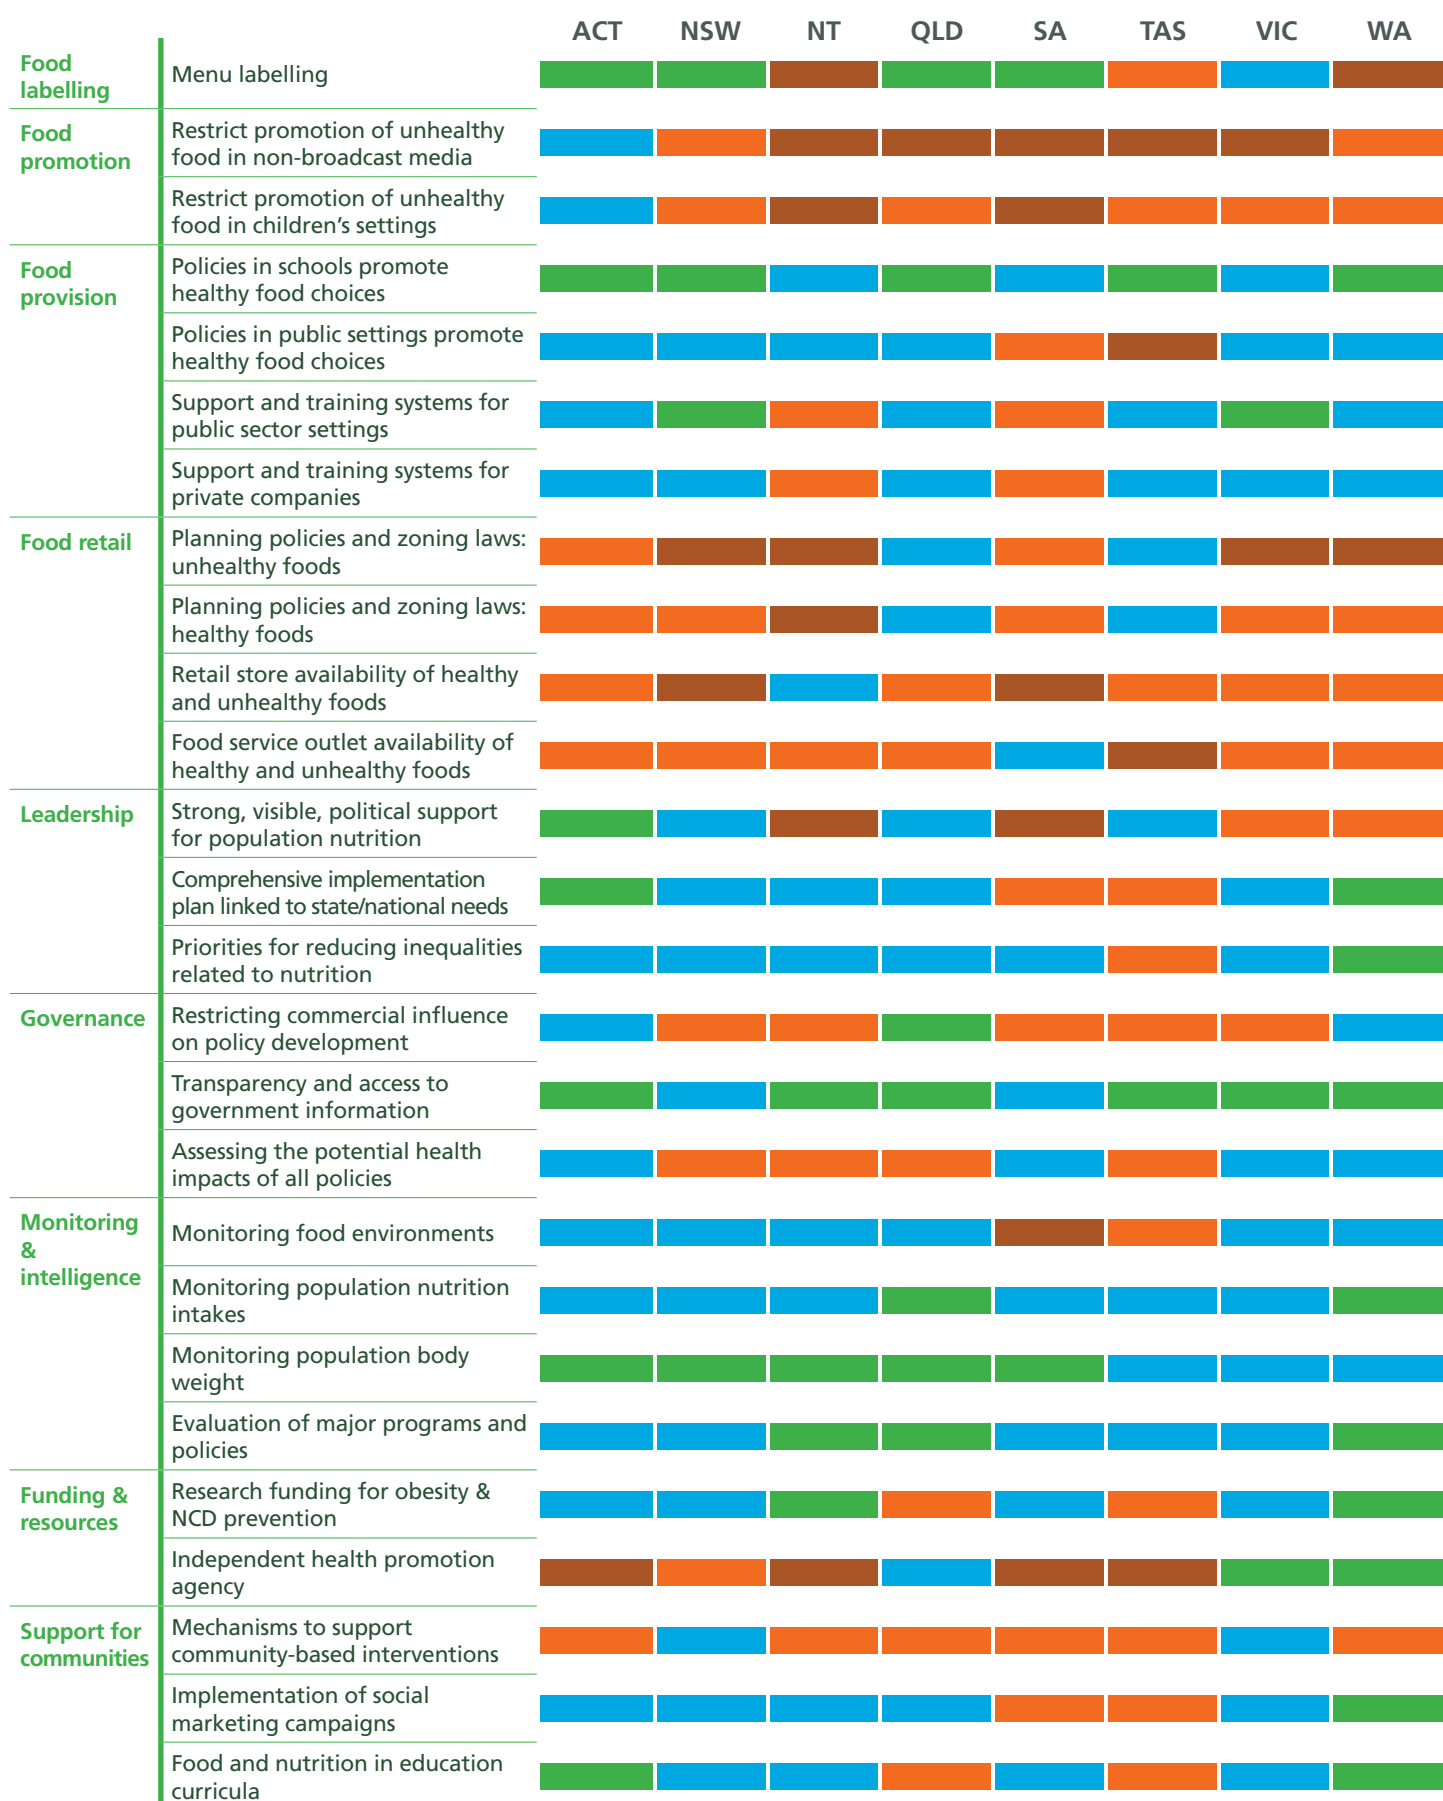 ACT NSW NT QLD SA TAS VIC WA
Food
labelling
Menu labelling
Food
promotion
Restrict promotion of unhealthy
food in non-broadcast media
Restrict promotion of unhealthy
food in children’s settings
Food
provision
Policies in schools promote
healthy food choices
Policies in public settings promote
healthy food choices
Support and training systems for
public sector settings
Support and training systems for
private companies
Food retail
Planning policies and zoning laws:
unhealthy foods
Planning policies and zoning laws:
healthy foods
Retail store availability of healthy
and unhealthy foods
Food service outlet availability of
healthy and unhealthy foods
Leadership
Strong, visible, political support
for population nutrition
Comprehensive implementation
plan linked to state/national needs
Priorities for reducing inequalities
related to nutrition
Governance
Restricting commercial influence
on policy development
Transparency and access to
government information
Assessing the potential health
impacts of all policies
Monitoring
&
intelligence
Monitoring food environments
Monitoring population nutrition
intakes
Monitoring population body
weight
Evaluation of major programs and
policies
Funding &
resources
Research funding for obesity &
NCD prevention
Independent health promotion
agency
Support for
communities
Mechanisms to support
community-based interventions
Implementation of social
marketing campaigns
Food and nutrition in education
curricula